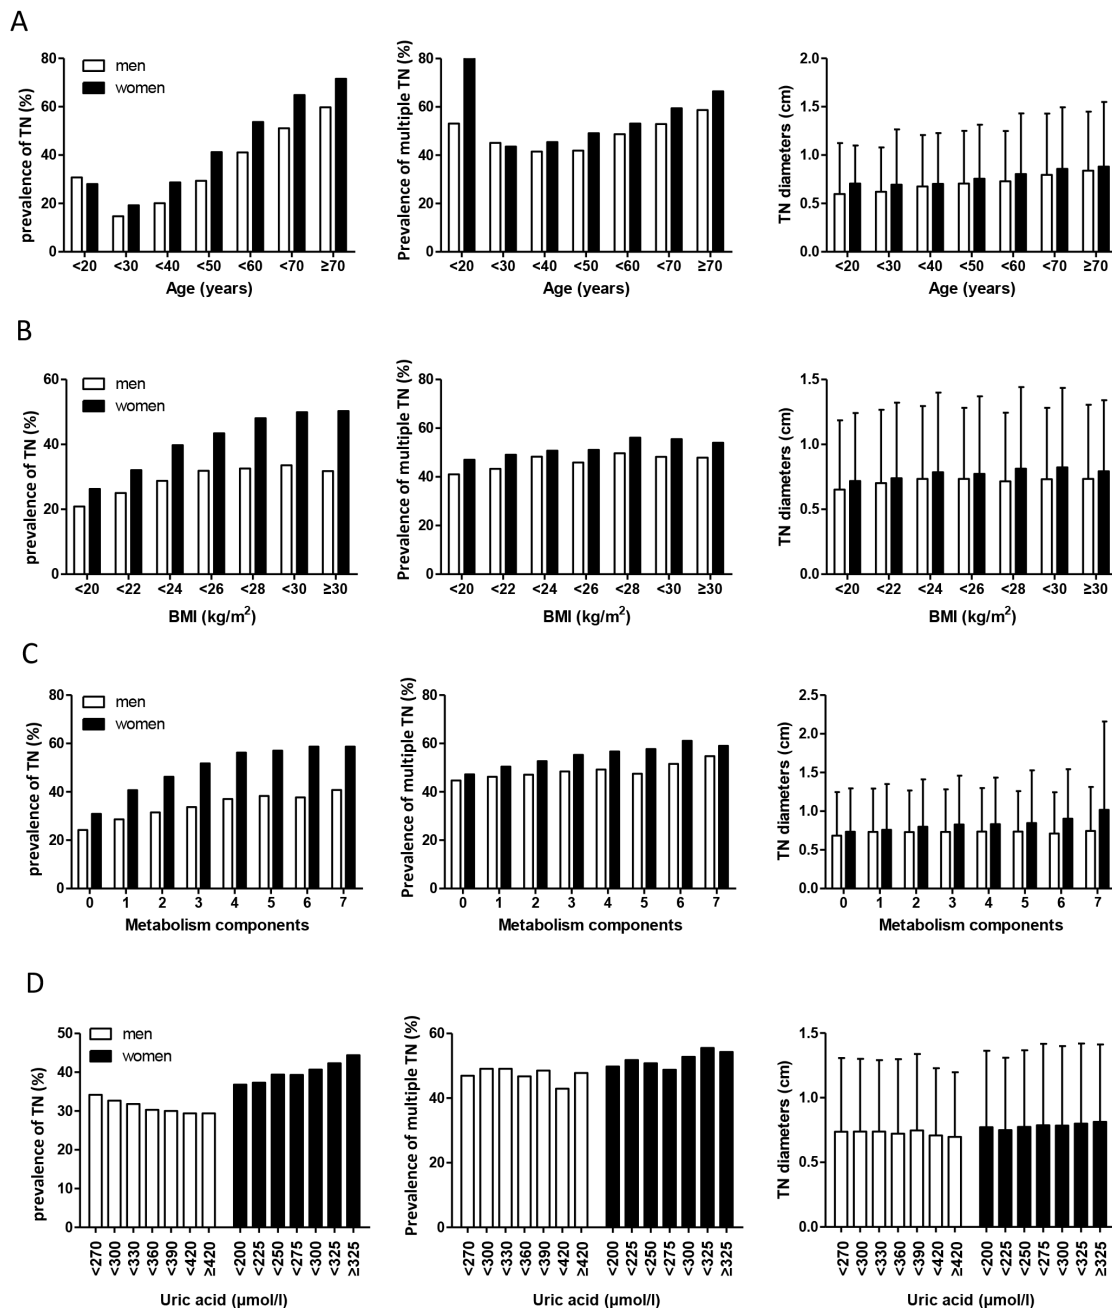 A
prevalence of TN (%)
80
60
40
20
0
men
women
<20 <30 <40 <50 <60 <70 ≥70
Age (years)
Prevalence of multiple TN (%)
80
60
40
20
0
<20 <30 <40 <50 <60 <70 ≥70
Age (years)
TN diameters (cm)
2.0
1.5
1.0
0.5
0.0
<20 <30 <40 <50 <60 <70 ≥70
Age (years)
B
prevalence of TN (%)
60
40
20
0
men
women
<20 <22 <24 <26 <28 <30 ≥30
BMI (kg/m²)
Prevalence of multiple TN (%)
80
60
40
20
0
<20 <22 <24 <26 <28 <30 ≥30
BMI (kg/m²)
TN diameters (cm)
1.5
1.0
0.5
0.0
<20 <22 <24 <26 <28 <30 ≥30
BMI (kg/m²)
C
prevalence of TN (%)
80
60
40
20
0
men
women
0 1 2 3 4 5 6 7
Metabolism components
Prevalence of multiple TN (%)
80
60
40
20
0
0 1 2 3 4 5 6 7
Metabolism components
TN diameters (cm)
2.5
2.0
1.5
1.0
0.5
0.0
0 1 2 3 4 5 6 7
Metabolism components
D
prevalence of TN (%)
50
40
30
20
10
0
men
women
<270 <300 <330 <360 <390 <420 ≥420 <200 <225 <250 <275 <300 <325 ≥325
Uric acid (μmol/l)
Prevalence of multiple TN (%)
60
40
20
0
<270 <300 <330 <360 <390 <420 ≥420 <200 <225 <250 <275 <300 <325 ≥325
Uric acid (μmol/l)
TN diameters (cm)
1.5
1.0
0.5
0.0
<270 <300 <330 <360 <390 <420 ≥420 <200 <225 <250 <275 <300 <325 ≥325
Uric acid (μmol/l)